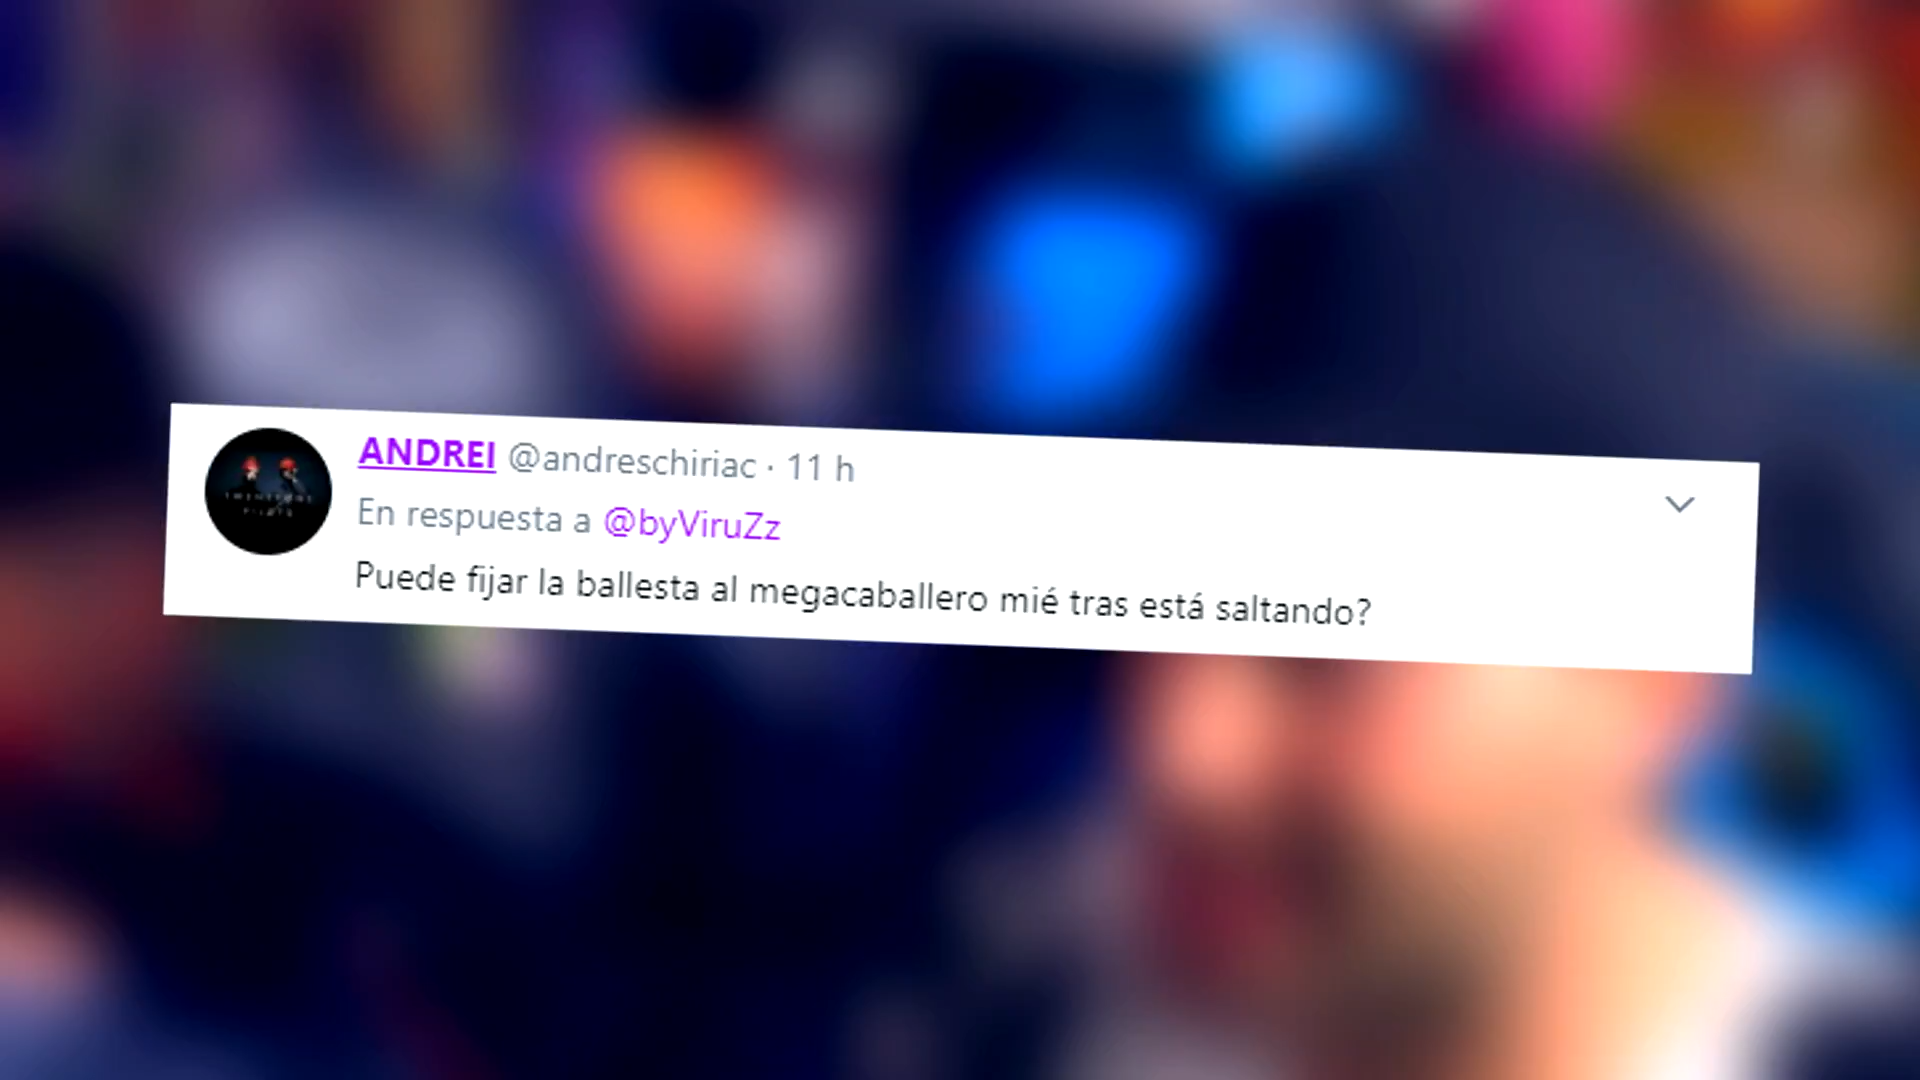 ANDREI @andreschiriac · 11 h
En respuesta a @byViruZz
Puede fijar la ballesta al megacaballero mié tras está saltando?